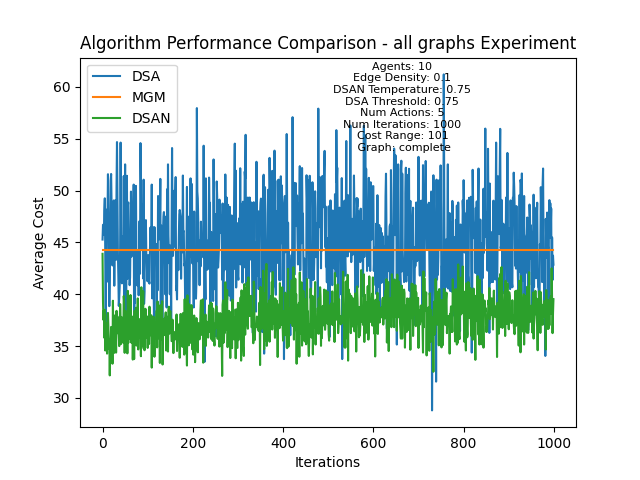 Algorithm Performance Comparison - all graphs Experiment
DSA
MGM
DSAN
Agents: 10
Edge Density: 0.1
DSAN Temperature: 0.75
DSA Threshold: 0.75
Num Actions: 5
Num Iterations: 1000
Cost Range: 101
Graph: complete
Average Cost
60
55
50
45
40
35
30
0 200 400 600 800 1000
Iterations